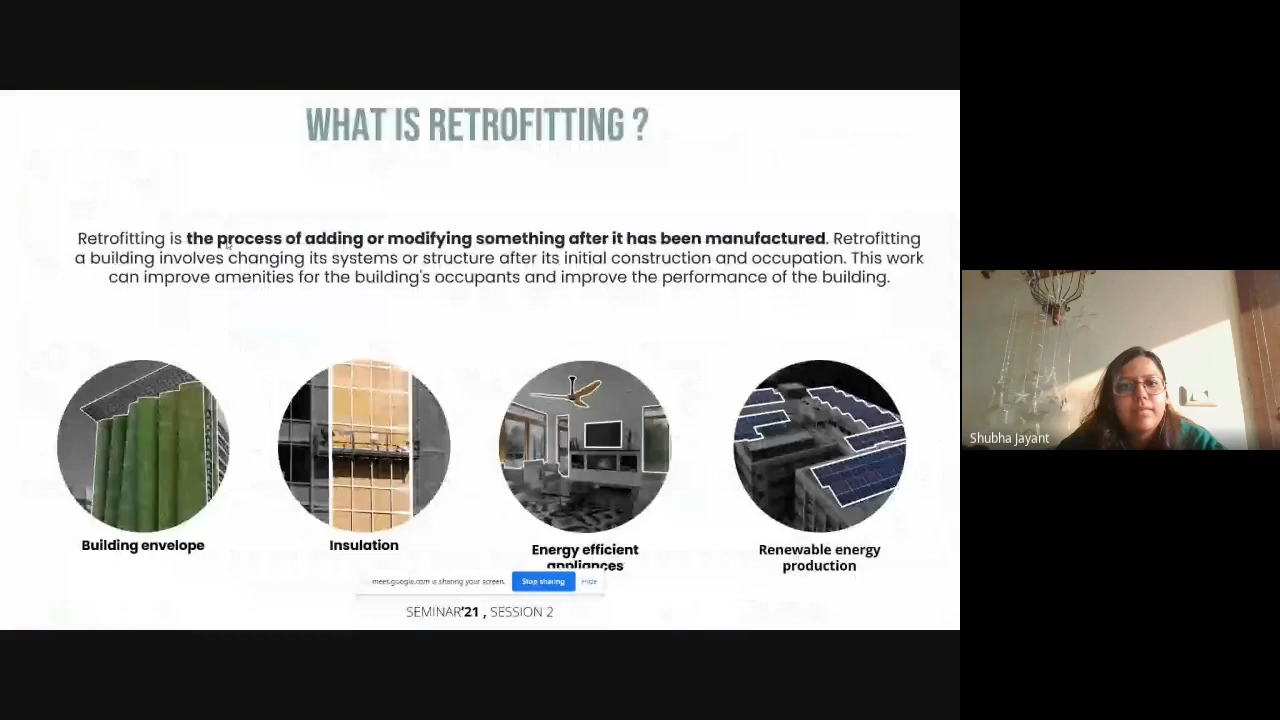 WHAT IS RETROFITTING ?
Retrofitting is the process of adding or modifying something after it has been manufactured. Retrofitting
a building involves changing its systems or structure after its initial construction and occupation. This work
can improve amenities for the building's occupants and improve the performance of the building.
Building envelope
Insulation
Energy efficient
appliances
Renewable energy
production
meet.google.com is sharing your screen.
Stop sharing
Hide
SEMINAR'21 , SESSION 2
Shubha Jayant